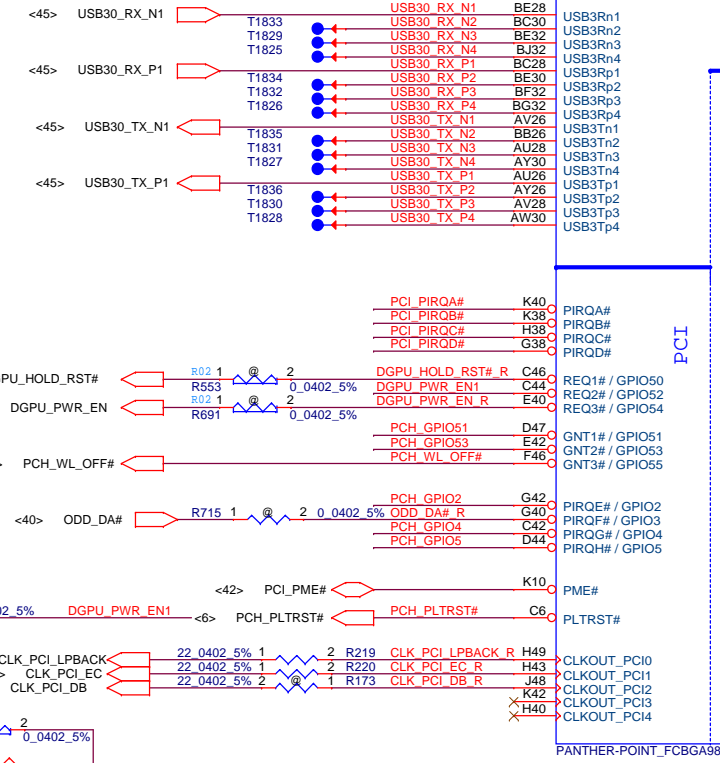 <45> USB30_RX_N1 USB30_RX_N1 BE28 USB3Rn1
T1833 USB30_RX_N2 BC30 USB3Rn2
T1829 USB30_RX_N3 BE32 USB3Rn3
T1825 USB30_RX_N4 BJ32 USB3Rn4
<45> USB30_RX_P1 USB30_RX_P1 BC28 USB3Rp1
T1834 USB30_RX_P2 BE30 USB3Rp2
T1832 USB30_RX_P3 BF32 USB3Rp3
T1826 USB30_RX_P4 BG32 USB3Rp4
<45> USB30_TX_N1 USB30_TX_N1 AV26 USB3Tn1
T1835 USB30_TX_N2 BB26 USB3Tn2
T1831 USB30_TX_N3 AU28 USB3Tn3
T1827 USB30_TX_N4 AY30 USB3Tn4
<45> USB30_TX_P1 USB30_TX_P1 AU26 USB3Tp1
T1836 USB30_TX_P2 AY26 USB3Tp2
T1830 USB30_TX_P3 AV28 USB3Tp3
T1828 USB30_TX_P4 AW30 USB3Tp4
PCI
PCI_PIRQA# K40 PIRQA#
PCI_PIRQB# K38 PIRQB#
PCI_PIRQC# H38 PIRQC#
PCI_PIRQD# G38 PIRQD#
PU_HOLD_RST# R02 1 @ 2 DGPU_HOLD_RST#_R C46 REQ1# / GPIO50
R553 0_0402_5% DGPU_PWR_EN1 C44 REQ2# / GPIO52
DGPU_PWR_EN R02 1 @ 2 DGPU_PWR_EN_R E40 REQ3# / GPIO54
R691 0_0402_5%
PCH_GPIO51 D47 GNT1# / GPIO51
PCH_GPIO53 E42 GNT2# / GPIO53
> PCH_WL_OFF# PCH_WL_OFF# F46 GNT3# / GPIO55
PCH_GPIO2 G42 PIRQE# / GPIO2
<40> ODD_DA# R715 1 @ 2 0_0402_5% ODD_DA#_R G40 PIRQF# / GPIO3
PCH_GPIO4 C42 PIRQG# / GPIO4
PCH_GPIO5 D44 PIRQH# / GPIO5
<42> PCI_PME# K10 PME#
02_5% DGPU_PWR_EN1 <6> PCH_PLTRST# PCH_PLTRST# C6 PLTRST#
CLK_PCI_LPBACK 22_0402_5% 1 2 R219 CLK_PCI_LPBACK_R H49 CLKOUT_PCI0
> CLK_PCI_EC 22_0402_5% 1 2 R220 CLK_PCI_EC_R H43 CLKOUT_PCI1
CLK_PCI_DB 22_0402_5% 2 @ 1 R173 CLK_PCI_DB_R J48 CLKOUT_PCI2
K42 CLKOUT_PCI3
H40 CLKOUT_PCI4
2
0_0402_5%
PANTHER-POINT_FCBGA98